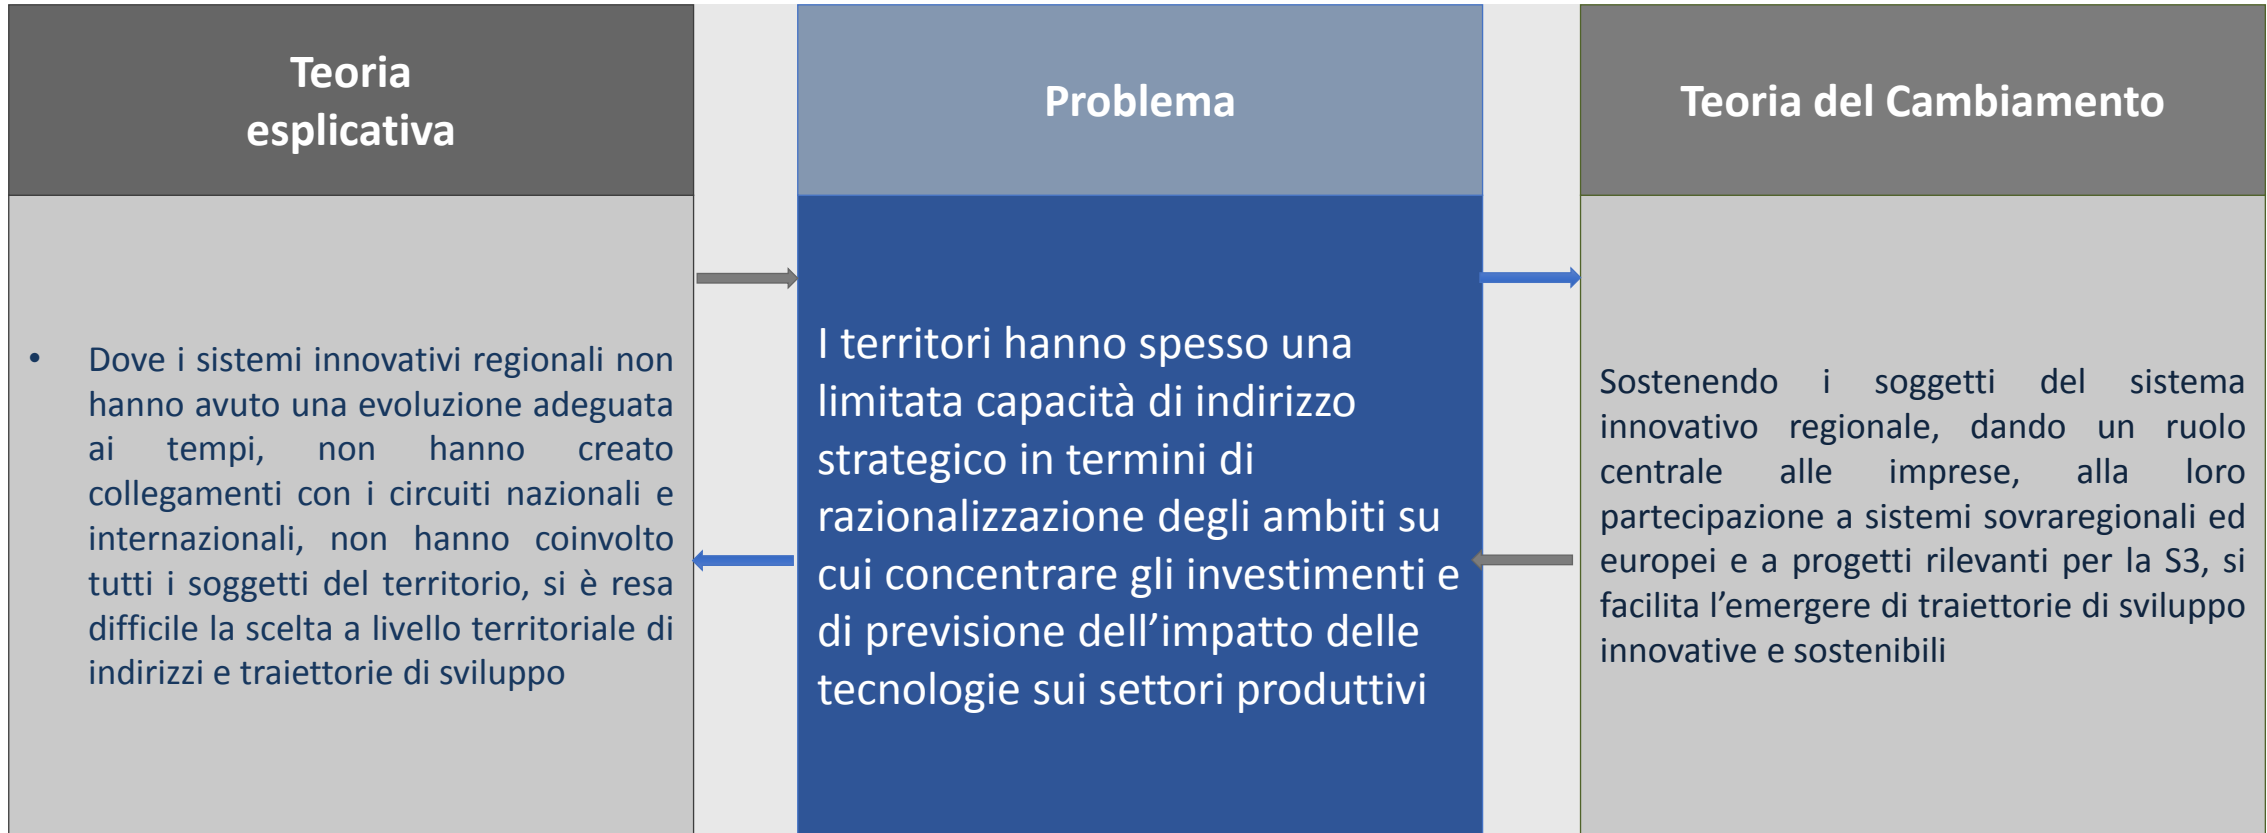 Teoria
esplicativa
Problema
Teoria del Cambiamento
• Dove i sistemi innovativi regionali non
hanno avuto una evoluzione adeguata
ai tempi, non hanno creato
collegamenti con i circuiti nazionali e
internazionali, non hanno coinvolto
tutti i soggetti del territorio, si è resa
difficile la scelta a livello territoriale di
indirizzi e traiettorie di sviluppo
I territori hanno spesso una
limitata capacità di indirizzo
strategico in termini di
razionalizzazione degli ambiti su
cui concentrare gli investimenti e
di previsione dell’impatto delle
tecnologie sui settori produttivi
Sostenendo i soggetti del sistema
innovativo regionale, dando un ruolo
centrale alle imprese, alla loro
partecipazione a sistemi sovraregionali ed
europei e a progetti rilevanti per la S3, si
facilita l’emergere di traiettorie di sviluppo
innovative e sostenibili